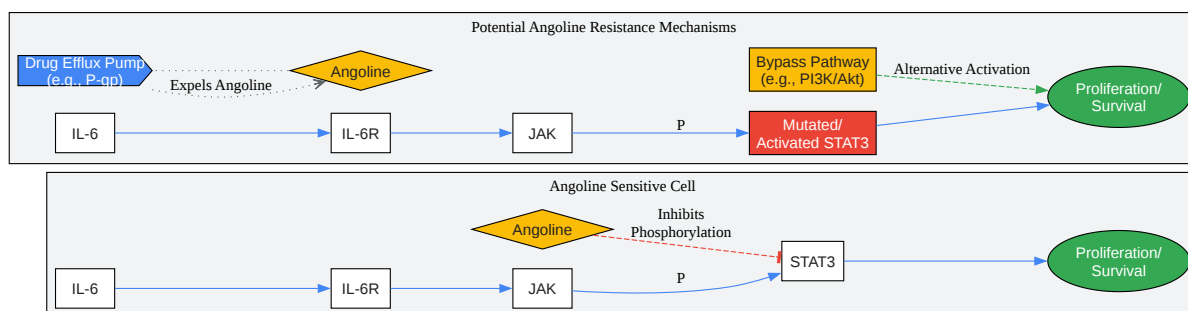 Potential Angoline Resistance Mechanisms
Drug Efflux Pump
(e.g., P-gp)
Expels Angoline
Angoline
Bypass Pathway
(e.g., PI3K/Akt)
Alternative Activation
Proliferation/
Survival
IL-6
IL-6R
JAK
P
Mutated/
Activated STAT3
Angoline Sensitive Cell
Angoline
Inhibits
Phosphorylation
IL-6
IL-6R
JAK
P
STAT3
Proliferation/
Survival